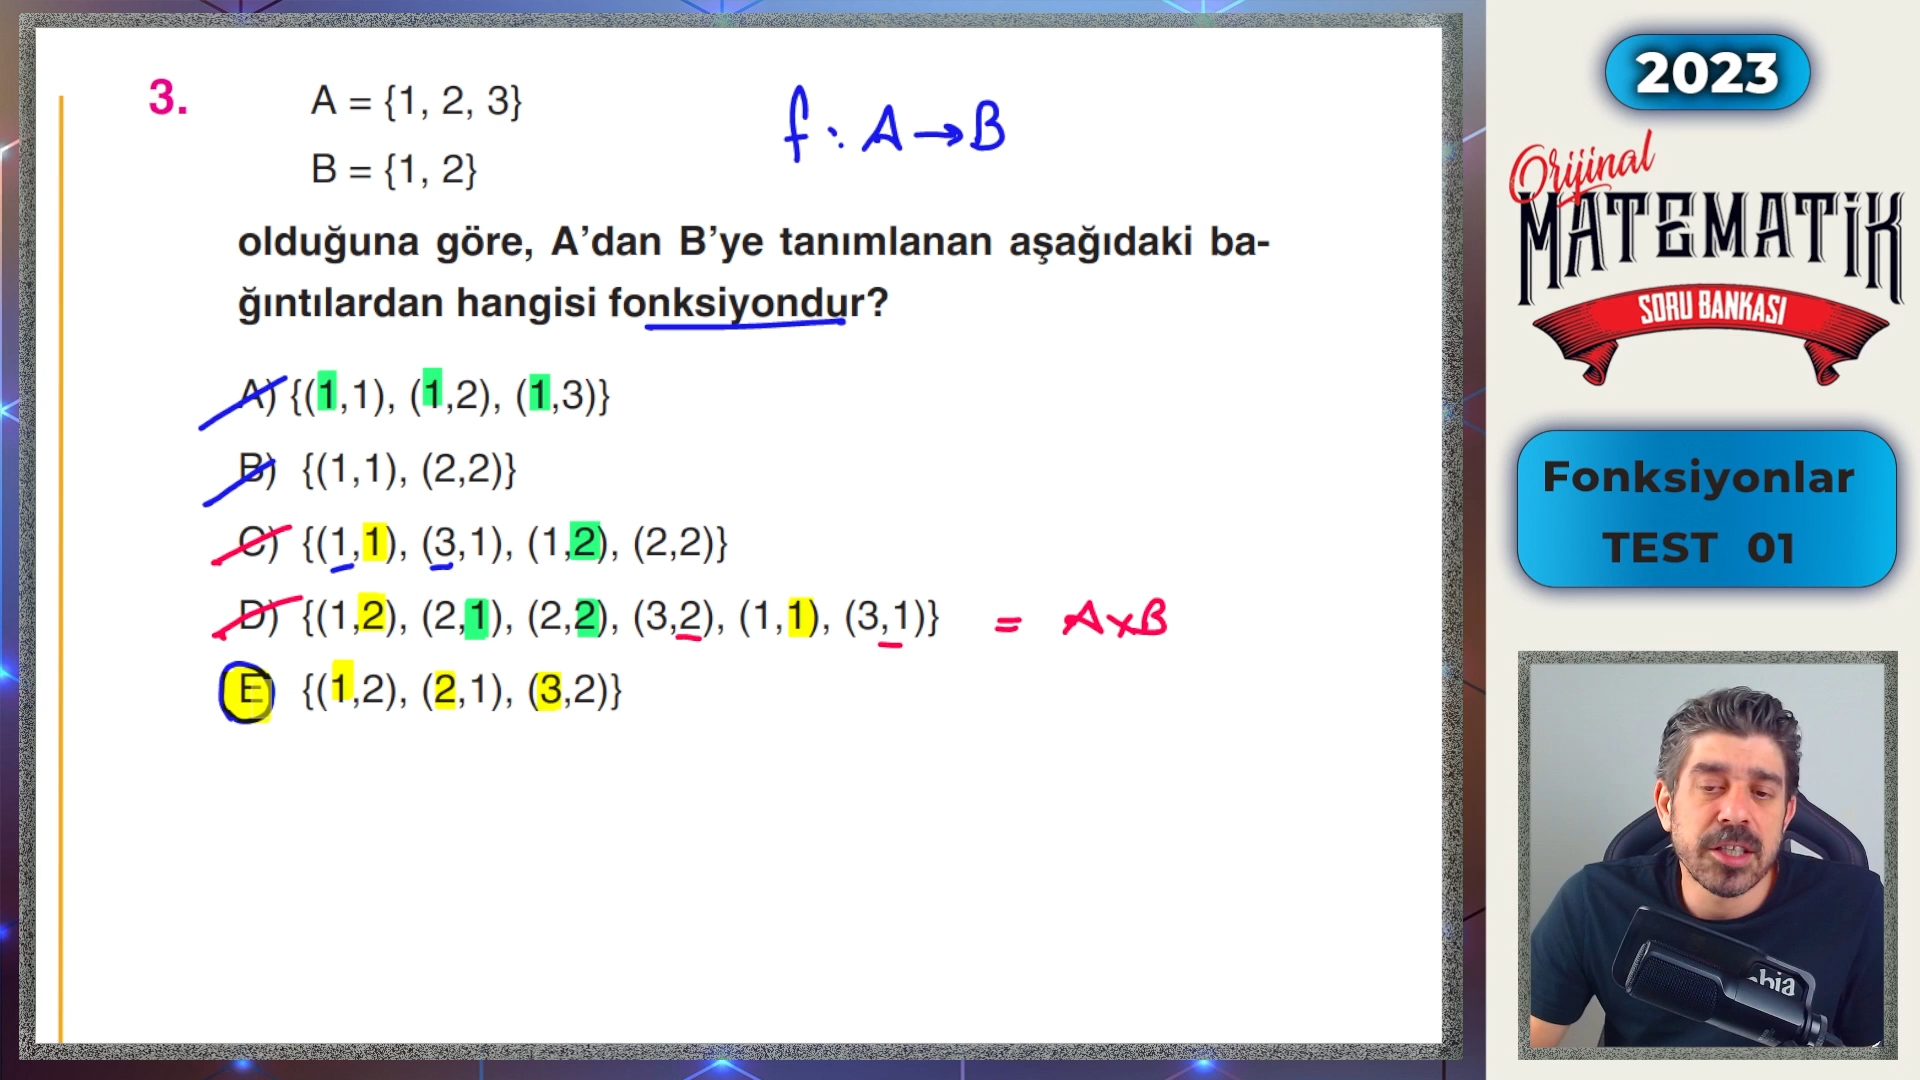 3.
A = {1, 2, 3}
B = {1, 2}
f : A → B
olduğuna göre, A’dan B’ye tanımlanan aşağıdaki ba-
ğıntılardan hangisi fonksiyondur?
A) {(1,1), (1,2), (1,3)}
B) {(1,1), (2,2)}
C) {(1,1), (3,1), (1,2), (2,2)}
D) {(1,2), (2,1), (2,2), (3,2), (1,1), (3,1)} = A×B
E) {(1,2), (2,1), (3,2)}
2023
Orijinal
MATEMATİK
SORU BANKASI
Fonksiyonlar
TEST 01